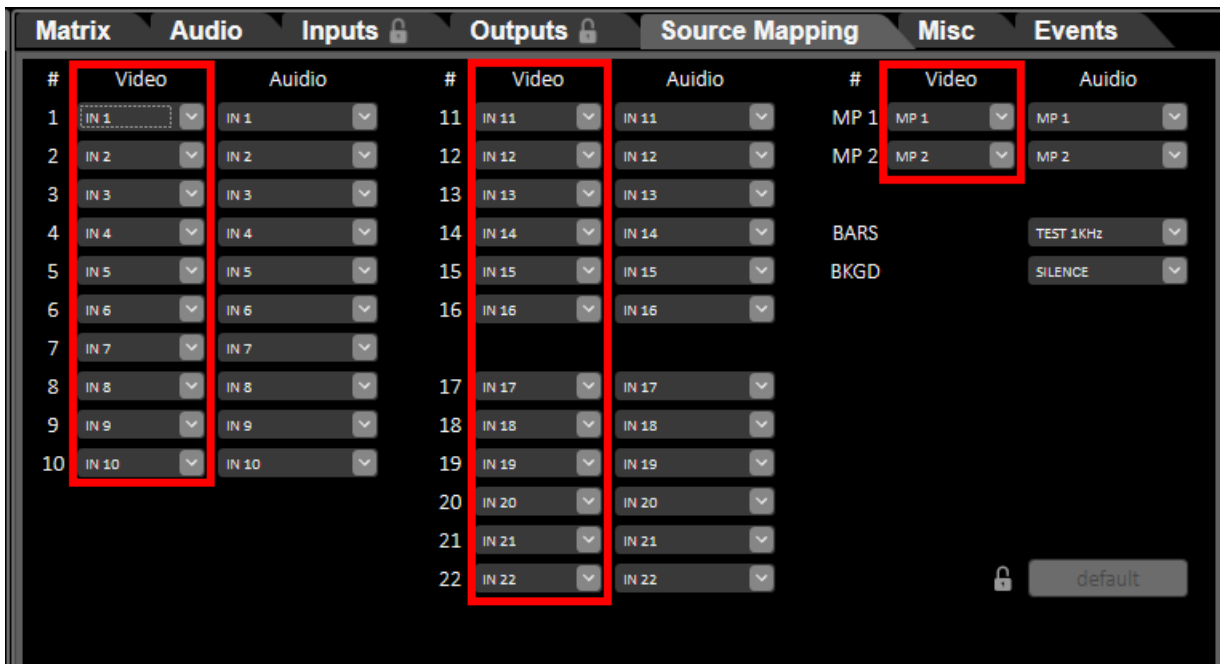 Matrix Audio Inputs Outputs Source Mapping Misc Events
# Video Auidio # Video Auidio # Video Auidio
1 IN 1 IN 1 11 IN 11 IN 11 MP 1 MP 1 MP 1
2 IN 2 IN 2 12 IN 12 IN 12 MP 2 MP 2 MP 2
3 IN 3 IN 3 13 IN 13 IN 13
4 IN 4 IN 4 14 IN 14 IN 14 BARS TEST 1KHz
5 IN 5 IN 5 15 IN 15 IN 15 BKGD SILENCE
6 IN 6 IN 6 16 IN 16 IN 16
7 IN 7 IN 7
8 IN 8 IN 8 17 IN 17 IN 17
9 IN 9 IN 9 18 IN 18 IN 18
10 IN 10 IN 10 19 IN 19 IN 19
20 IN 20 IN 20
21 IN 21 IN 21
22 IN 22 IN 22 default